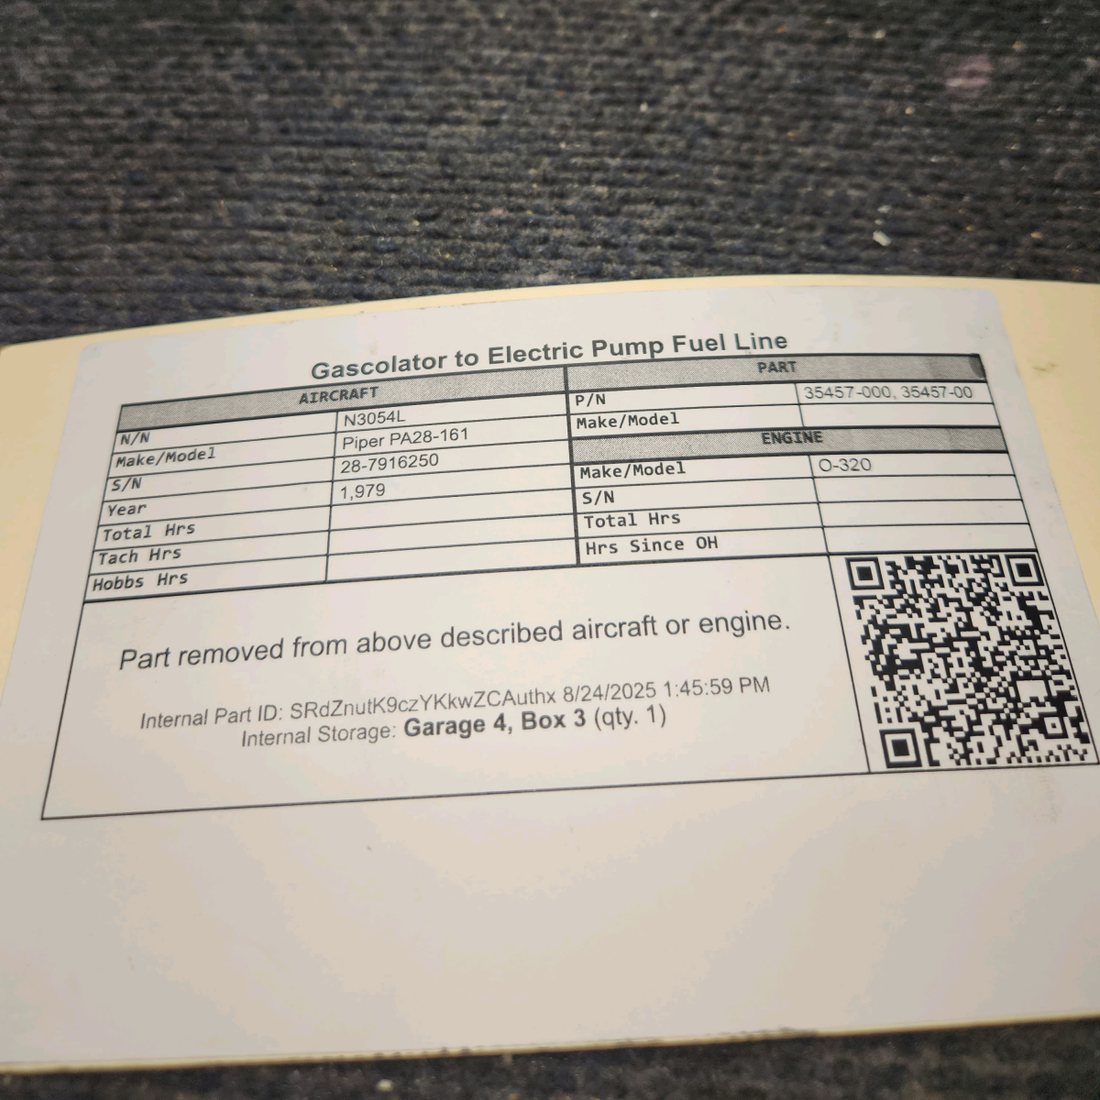 Gascolator to Electric Pump Fuel Line
AIRCRAFT
N/N N3054L
Make/Model Piper PA28-161
S/N 28-7916250
Year 1,979
Total Hrs
Tach Hrs
Hobbs Hrs
PART
P/N 35457-000, 35457-00
Make/Model
ENGINE
Make/Model O-320
S/N
Total Hrs
Hrs Since OH
Part removed from above described aircraft or engine.
Internal Part ID: SRdZnutK9czYKkwZCAuthx 8/24/2025 1:45:59 PM
Internal Storage: Garage 4, Box 3 (qty. 1)